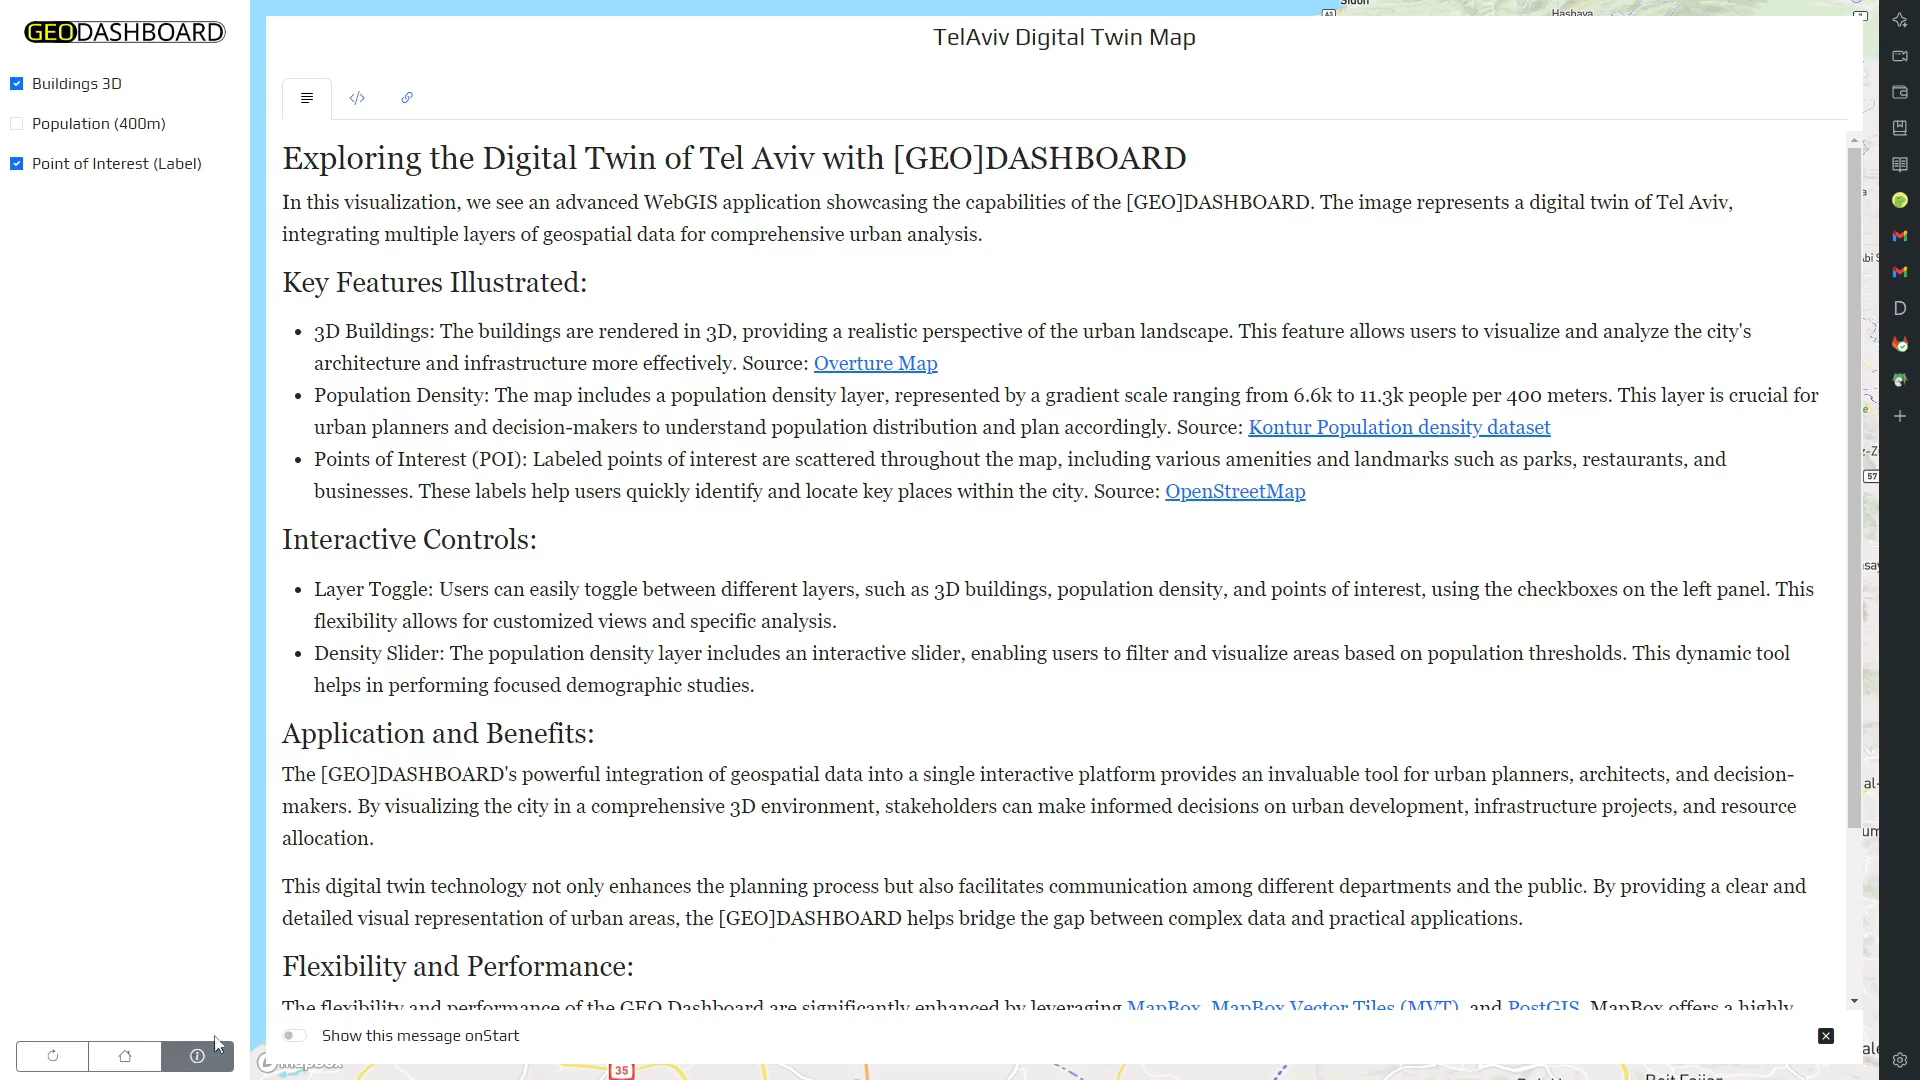 GEODASHBOARD
Buildings 3D
Population (400m)
Point of Interest (Label)
TelAviv Digital Twin Map
Exploring the Digital Twin of Tel Aviv with [GEO]DASHBOARD
In this visualization, we see an advanced WebGIS application showcasing the capabilities of the [GEO]DASHBOARD. The image represents a digital twin of Tel Aviv,
integrating multiple layers of geospatial data for comprehensive urban analysis.
Key Features Illustrated:
• 3D Buildings: The buildings are rendered in 3D, providing a realistic perspective of the urban landscape. This feature allows users to visualize and analyze the city's
architecture and infrastructure more effectively. Source: Overture Map
• Population Density: The map includes a population density layer, represented by a gradient scale ranging from 6.6k to 11.3k people per 400 meters. This layer is crucial for
urban planners and decision-makers to understand population distribution and plan accordingly. Source: Kontur Population density dataset
• Points of Interest (POI): Labeled points of interest are scattered throughout the map, including various amenities and landmarks such as parks, restaurants, and
businesses. These labels help users quickly identify and locate key places within the city. Source: OpenStreetMap
Interactive Controls:
• Layer Toggle: Users can easily toggle between different layers, such as 3D buildings, population density, and points of interest, using the checkboxes on the left panel. This
flexibility allows for customized views and specific analysis.
• Density Slider: The population density layer includes an interactive slider, enabling users to filter and visualize areas based on population thresholds. This dynamic tool
helps in performing focused demographic studies.
Application and Benefits:
The [GEO]DASHBOARD's powerful integration of geospatial data into a single interactive platform provides an invaluable tool for urban planners, architects, and decision-
makers. By visualizing the city in a comprehensive 3D environment, stakeholders can make informed decisions on urban development, infrastructure projects, and resource
allocation.
This digital twin technology not only enhances the planning process but also facilitates communication among different departments and the public. By providing a clear and
detailed visual representation of urban areas, the [GEO]DASHBOARD helps bridge the gap between complex data and practical applications.
Flexibility and Performance:
The flexibility and performance of the GEO Dashboard are significantly enhanced by leveraging MapBox, MapBox Vector Tiles (MVT), and PostGIS. MapBox offers a highly
Show this message onStart
35
57
D